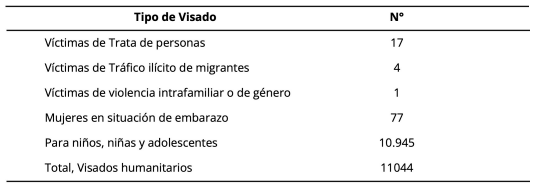 Tipo de Visado N°
Víctimas de Trata de personas 17
Víctimas de Tráfico ilícito de migrantes 4
Víctimas de violencia intrafamiliar o de género 1
Mujeres en situación de embarazo 77
Para niños, niñas y adolescentes 10.945
Total, Visados humanitarios 11044